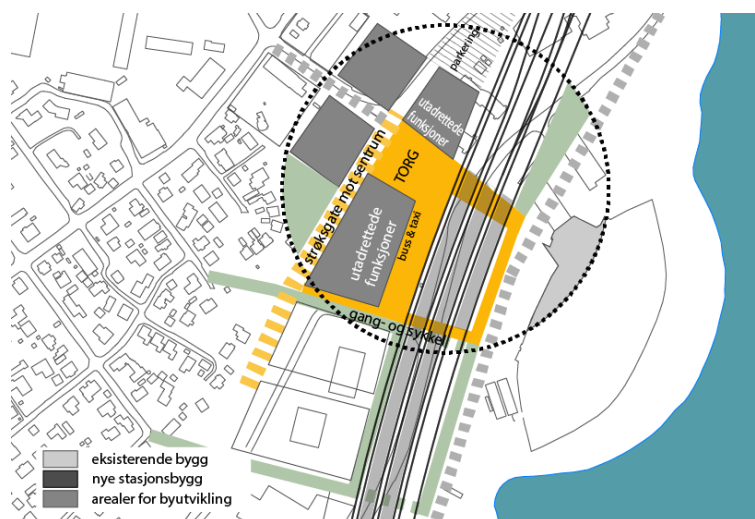 parkering
utadrettede
funksjoner
strøksgate mot sentrum
TORG
utadrettede
funksjoner
buss & taxi
gang- og sykkel
eksisterende bygg
nye stasjonsbygg
arealer for byutvikling